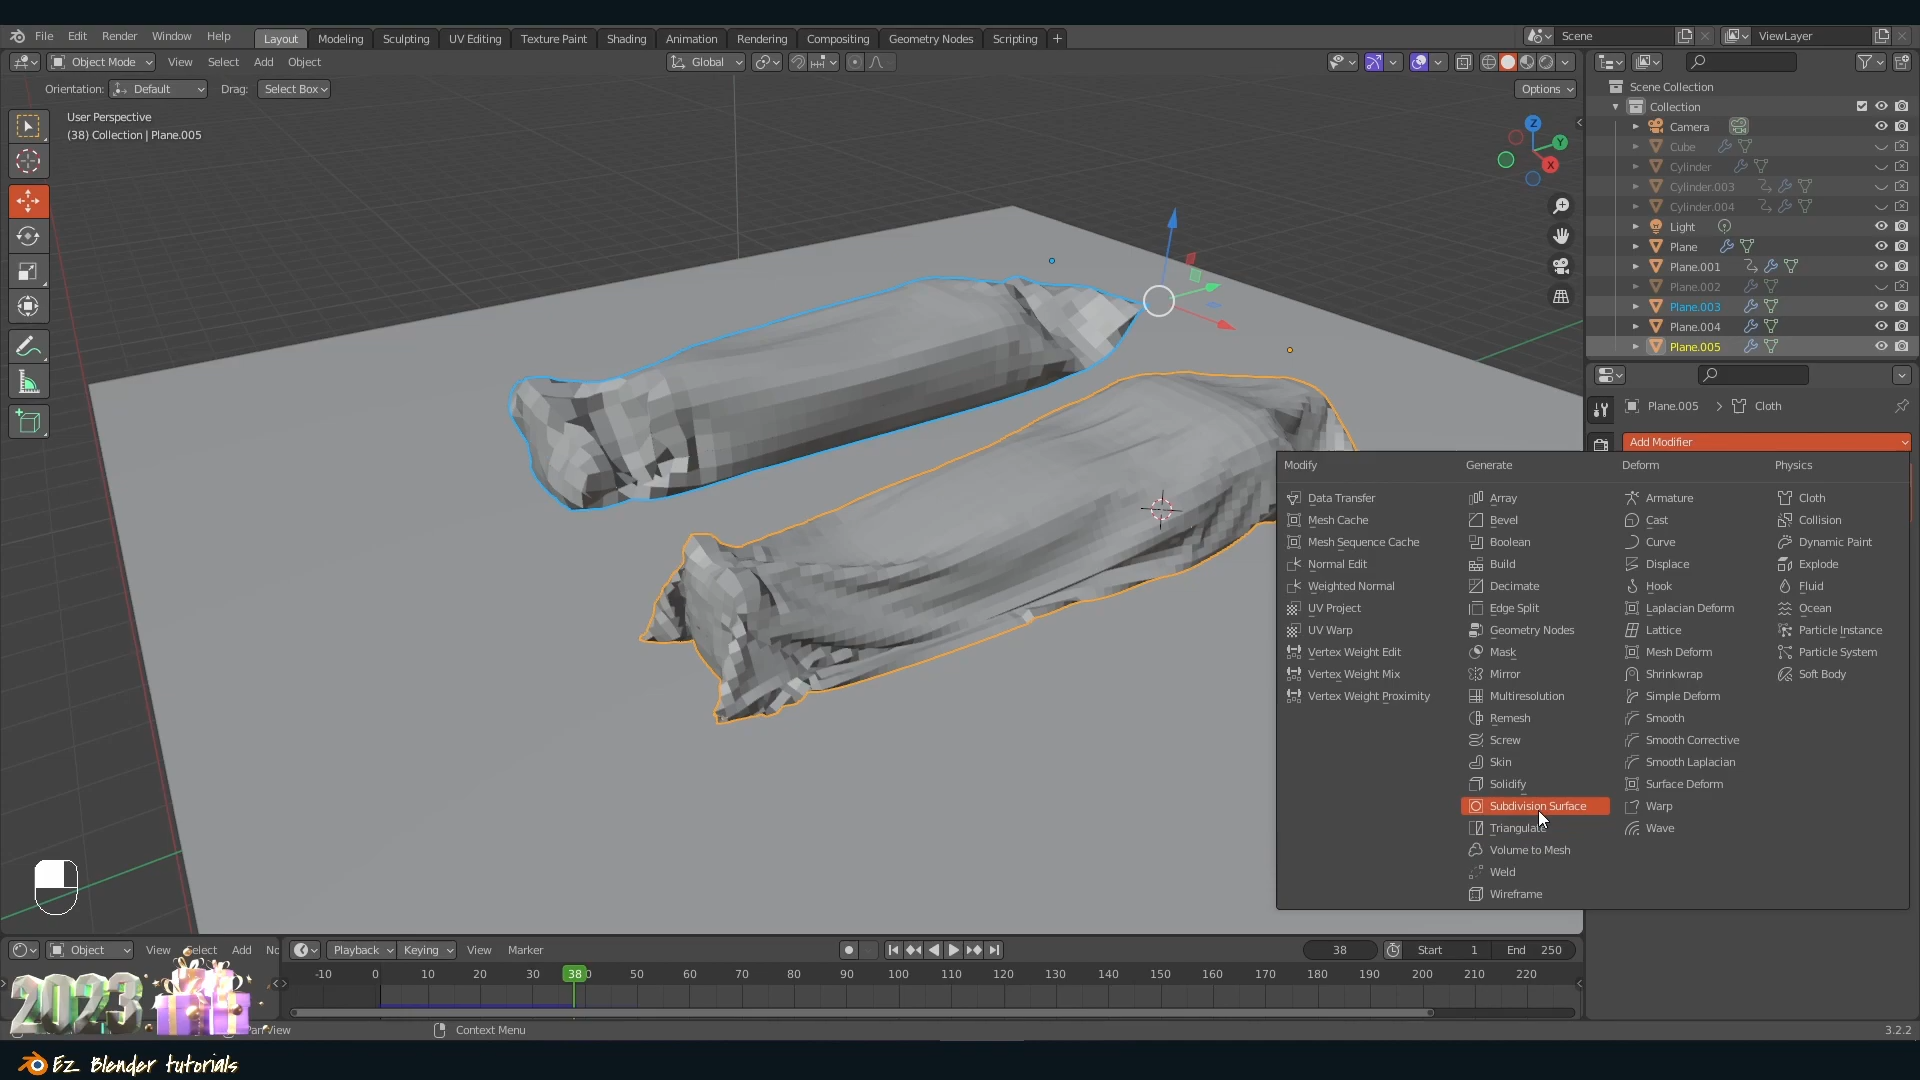 File Edit Render Window Help Layout Modeling Sculpting UV Editing Texture Paint Shading Animation Rendering Compositing Geometry Nodes Scripting + Scene ViewLayer
Object Mode View Select Add Object Global
Orientation: Default Drag: Select Box Options
User Perspective
(38) Collection | Plane.005
Z
Y
X
Scene Collection
Collection
Camera
Cube
Cylinder
Cylinder.003
Cylinder.004
Light
Plane
Plane.001
Plane.002
Plane.003
Plane.004
Plane.005
Plane.005 > Cloth
Add Modifier
Modify Generate Deform Physics
Data Transfer Array Armature Cloth
Mesh Cache Bevel Cast Collision
Mesh Sequence Cache Boolean Curve Dynamic Paint
Normal Edit Build Displace Explode
Weighted Normal Decimate Hook Fluid
UV Project Edge Split Laplacian Deform Ocean
UV Warp Geometry Nodes Lattice Particle Instance
Vertex Weight Edit Mask Mesh Deform Particle System
Vertex Weight Mix Mirror Shrinkwrap Soft Body
Vertex Weight Proximity Multiresolution Simple Deform
Remesh Smooth
Screw Smooth Corrective
Skin Smooth Laplacian
Solidify Surface Deform
Subdivision Surface Warp
Triangulate Wave
Volume to Mesh
Weld
Wireframe
Object View Select Add Playback Keying View Marker 38 Start 1 End 250
-10 0 10 20 30 38 50 60 70 80 90 100 110 120 130 140 150 160 170 180 190 200 210 220
2023
Pan View Context Menu 3.2.2
Ez Blender tutorials